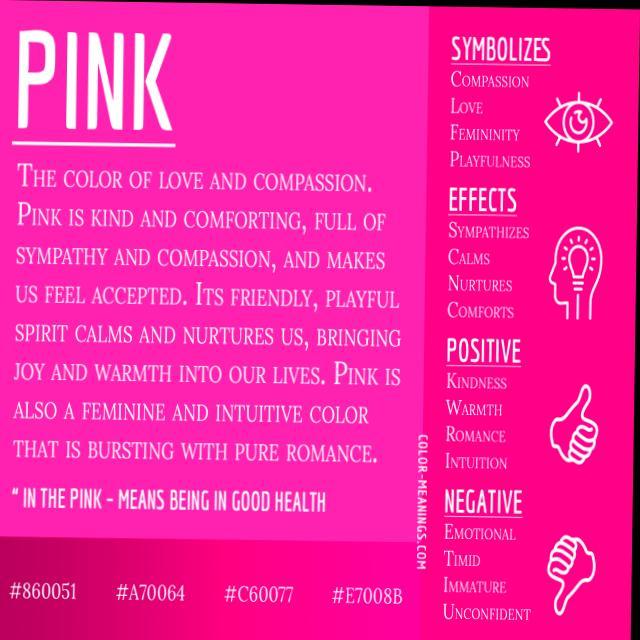 PINK
The color of love and compassion.
Pink is kind and comforting, full of
sympathy and compassion, and makes
us feel accepted. Its friendly, playful
spirit calms and nurtures us, bringing
joy and warmth into our lives. Pink is
also a feminine and intuitive color
that is bursting with pure romance.
“ IN THE PINK - MEANS BEING IN GOOD HEALTH
#860051 #A70064 #C60077 #E7008B
COLOR-MEANINGS.COM
SYMBOLIZES
Compassion
Love
Femininity
Playfulness
EFFECTS
Sympathizes
Calms
Nurtures
Comforts
POSITIVE
Kindness
Warmth
Romance
Intuition
NEGATIVE
Emotional
Timid
Immature
Unconfident